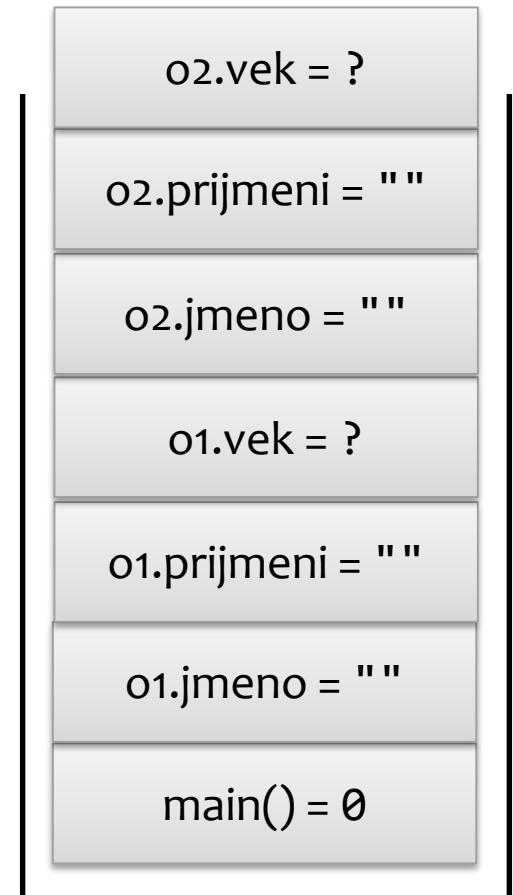 o2.vek = ?
o2.prijmeni = ""
o2.jmeno = ""
o1.vek = ?
o1.prijmeni = ""
o1.jmeno = ""
main() = 0